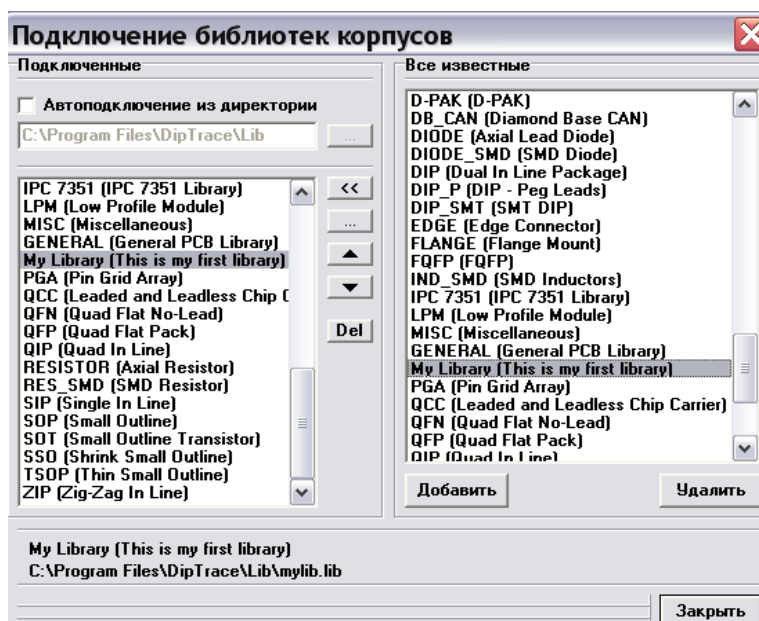 Подключение библиотек корпусов
Подключенные
Автоподключение из директории
C:\Program Files\DipTrace\Lib
...
IPC 7351 (IPC 7351 Library)
LPM (Low Profile Module)
MISC (Miscellaneous)
GENERAL (General PCB Library)
My Library (This is my first library)
PGA (Pin Grid Array)
QCC (Leaded and Leadless Chip C
QFN (Quad Flat No-Lead)
QFP (Quad Flat Pack)
QIP (Quad In Line)
RESISTOR (Axial Resistor)
RES_SMD (SMD Resistor)
SIP (Single In Line)
SOP (Small Outline)
SOT (Small Outline Transistor)
SSO (Shrink Small Outline)
TSOP (Thin Small Outline)
ZIP (Zig-Zag In Line)
<<
...
Del
Все известные
D-PAK (D-PAK)
DB_CAN (Diamond Base CAN)
DIODE (Axial Lead Diode)
DIODE_SMD (SMD Diode)
DIP (Dual In Line Package)
DIP_P (DIP - Peg Leads)
DIP_SMT (SMT DIP)
EDGE (Edge Connector)
FLANGE (Flange Mount)
FQFP (FQFP)
IND_SMD (SMD Inductors)
IPC 7351 (IPC 7351 Library)
LPM (Low Profile Module)
MISC (Miscellaneous)
GENERAL (General PCB Library)
My Library (This is my first library)
PGA (Pin Grid Array)
QCC (Leaded and Leadless Chip Carrier)
QFN (Quad Flat No-Lead)
QFP (Quad Flat Pack)
QIP (Quad In Line)
Добавить
Удалить
My Library (This is my first library)
C:\Program Files\DipTrace\Lib\mylib.lib
Закрыть